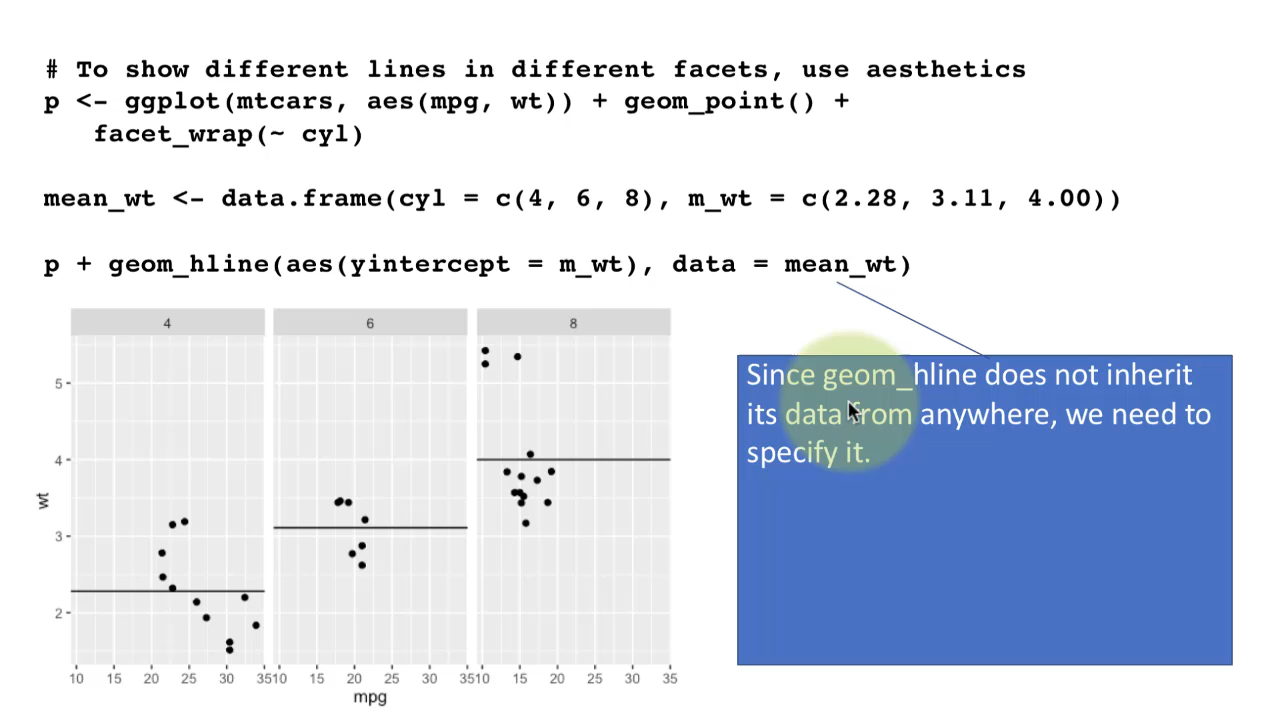 # To show different lines in different facets, use aesthetics
p <- ggplot(mtcars, aes(mpg, wt)) + geom_point() +
facet_wrap(~ cyl)
mean_wt <- data.frame(cyl = c(4, 6, 8), m_wt = c(2.28, 3.11, 4.00))
p + geom_hline(aes(yintercept = m_wt), data = mean_wt)
4 6 8
5
4
3
2
wt
10 15 20 25 30 35 10 15 20 25 30 35 10 15 20 25 30 35
mpg
Since geom_hline does not inherit
its data from anywhere, we need to
specify it.